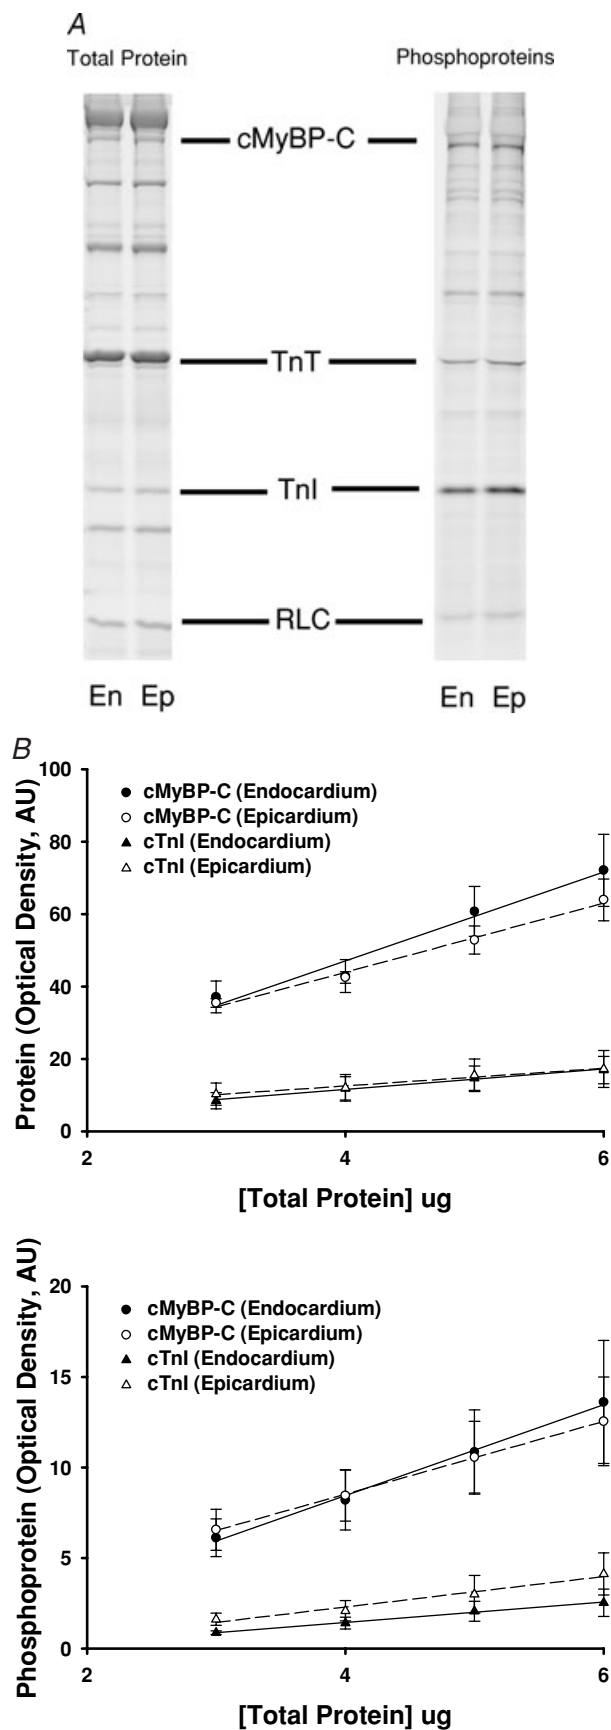 A
Total Protein
Phosphoproteins
cMyBP-C
TnT
TnI
RLC
En Ep
En Ep
B
Protein (Optical Density, AU)
100
80
60
40
20
0
cMyBP-C (Endocardium)
cMyBP-C (Epicardium)
cTnI (Endocardium)
cTnI (Epicardium)
2 4 6
[Total Protein] ug
Phosphoprotein (Optical Density, AU)
20
15
10
5
0
cMyBP-C (Endocardium)
cMyBP-C (Epicardium)
cTnI (Endocardium)
cTnI (Epicardium)
2 4 6
[Total Protein] ug